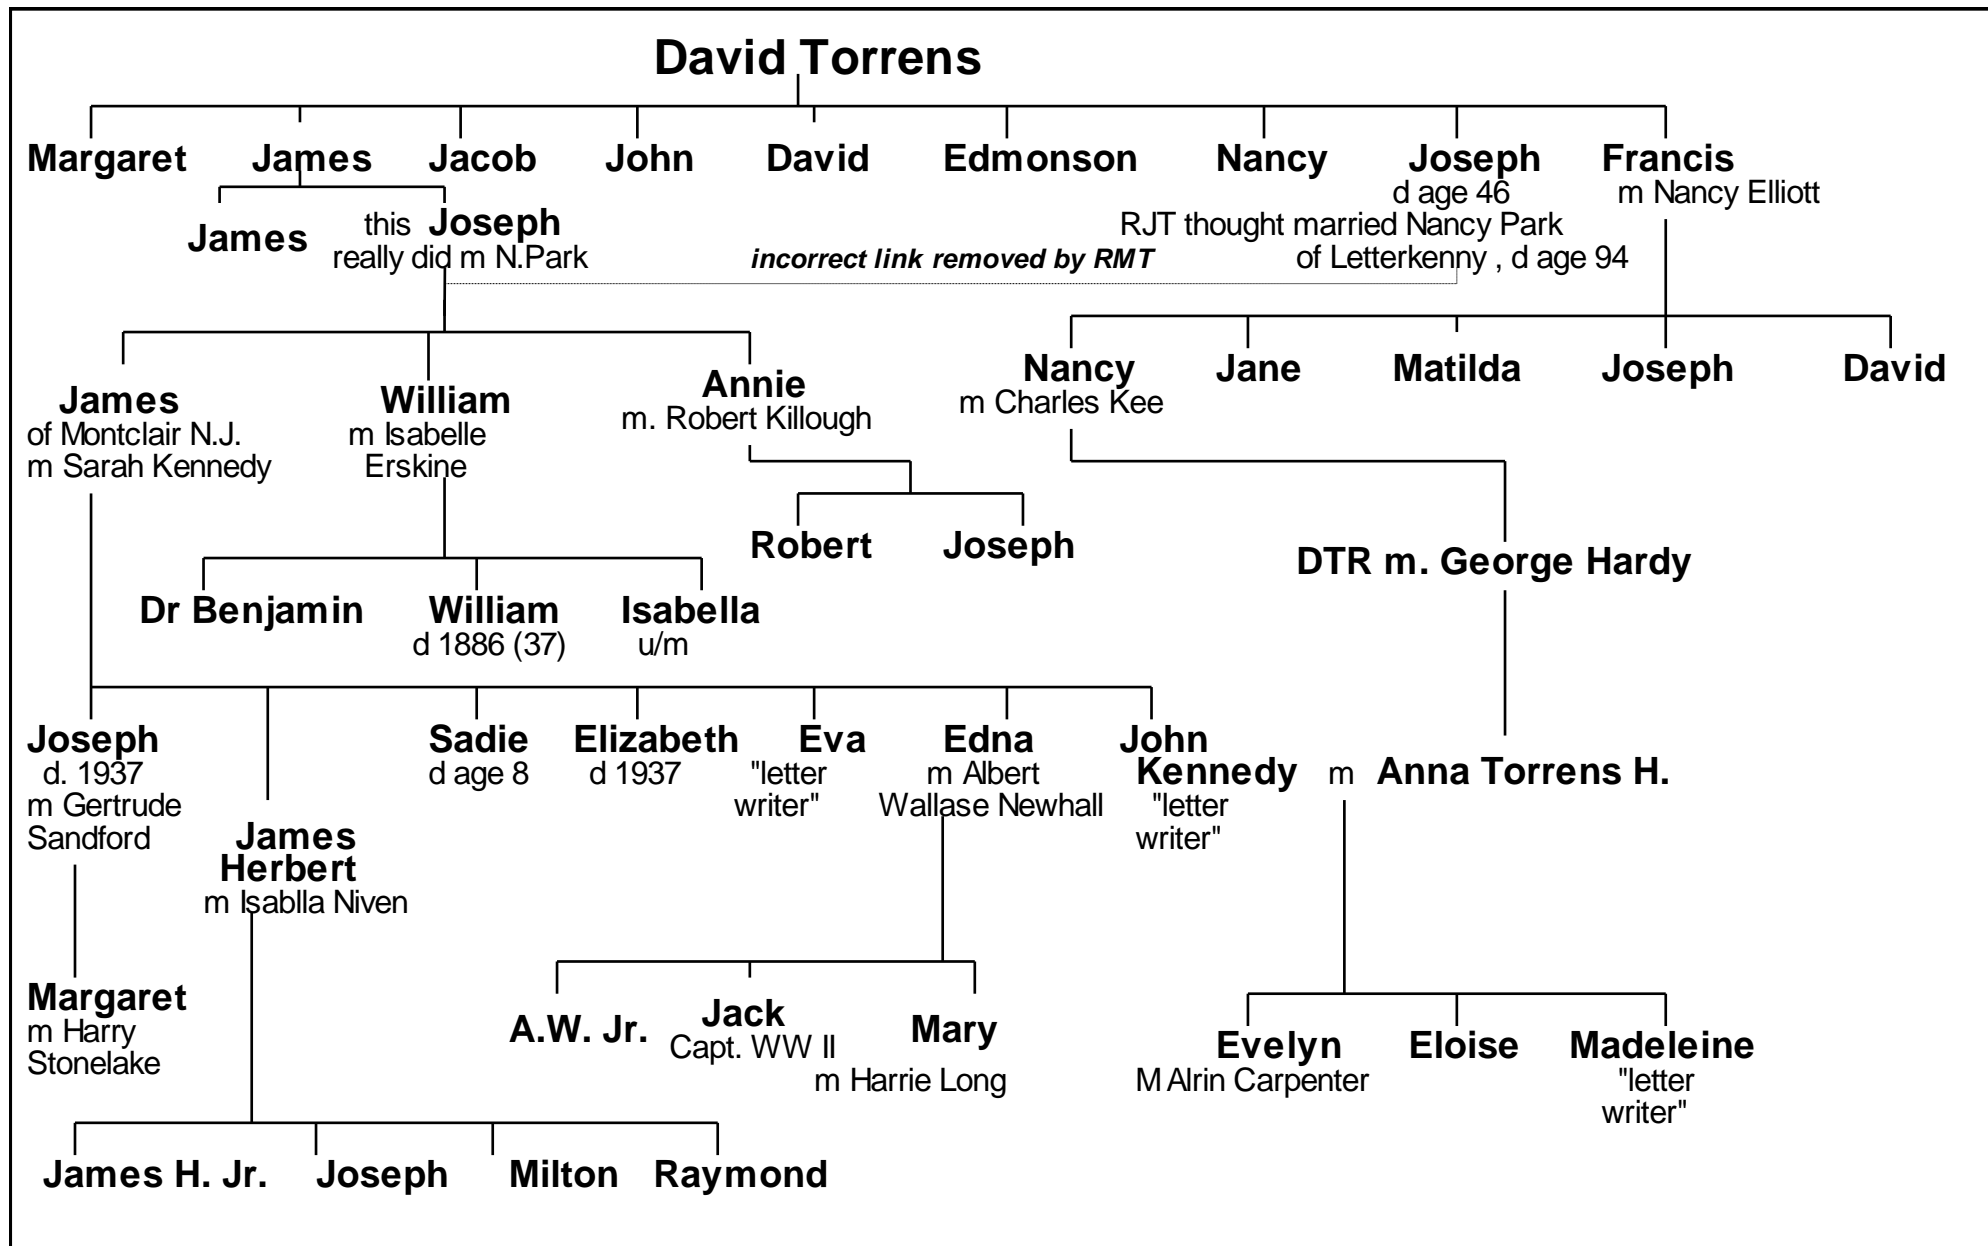 David Torrens
Margaret James Jacob John David Edmonson Nancy Joseph Francis
d age 46 m Nancy Elliott
James this Joseph RJT thought married Nancy Park
really did m N.Park incorrect link removed by RMT of Letterkenny , d age 94
James William Annie Nancy Jane Matilda Joseph David
of Montclair N.J. m Isabelle m. Robert Killough m Charles Kee
m Sarah Kennedy Erskine
Robert Joseph DTR m. George Hardy
Dr Benjamin William Isabella
d 1886 (37) u/m
Joseph Sadie Elizabeth Eva Edna John
d. 1937 d age 8 d 1937 "letter m Albert Kennedy m Anna Torrens H.
m Gertrude writer" Wallase Newhall "letter
Sandford James writer"
Herbert
m Isablla Niven
Margaret A.W. Jr. Jack Mary Evelyn Eloise Madeleine
m Harry Capt. WW II M Alrin Carpenter "letter
Stonelake m Harrie Long writer"
James H. Jr. Joseph Milton Raymond